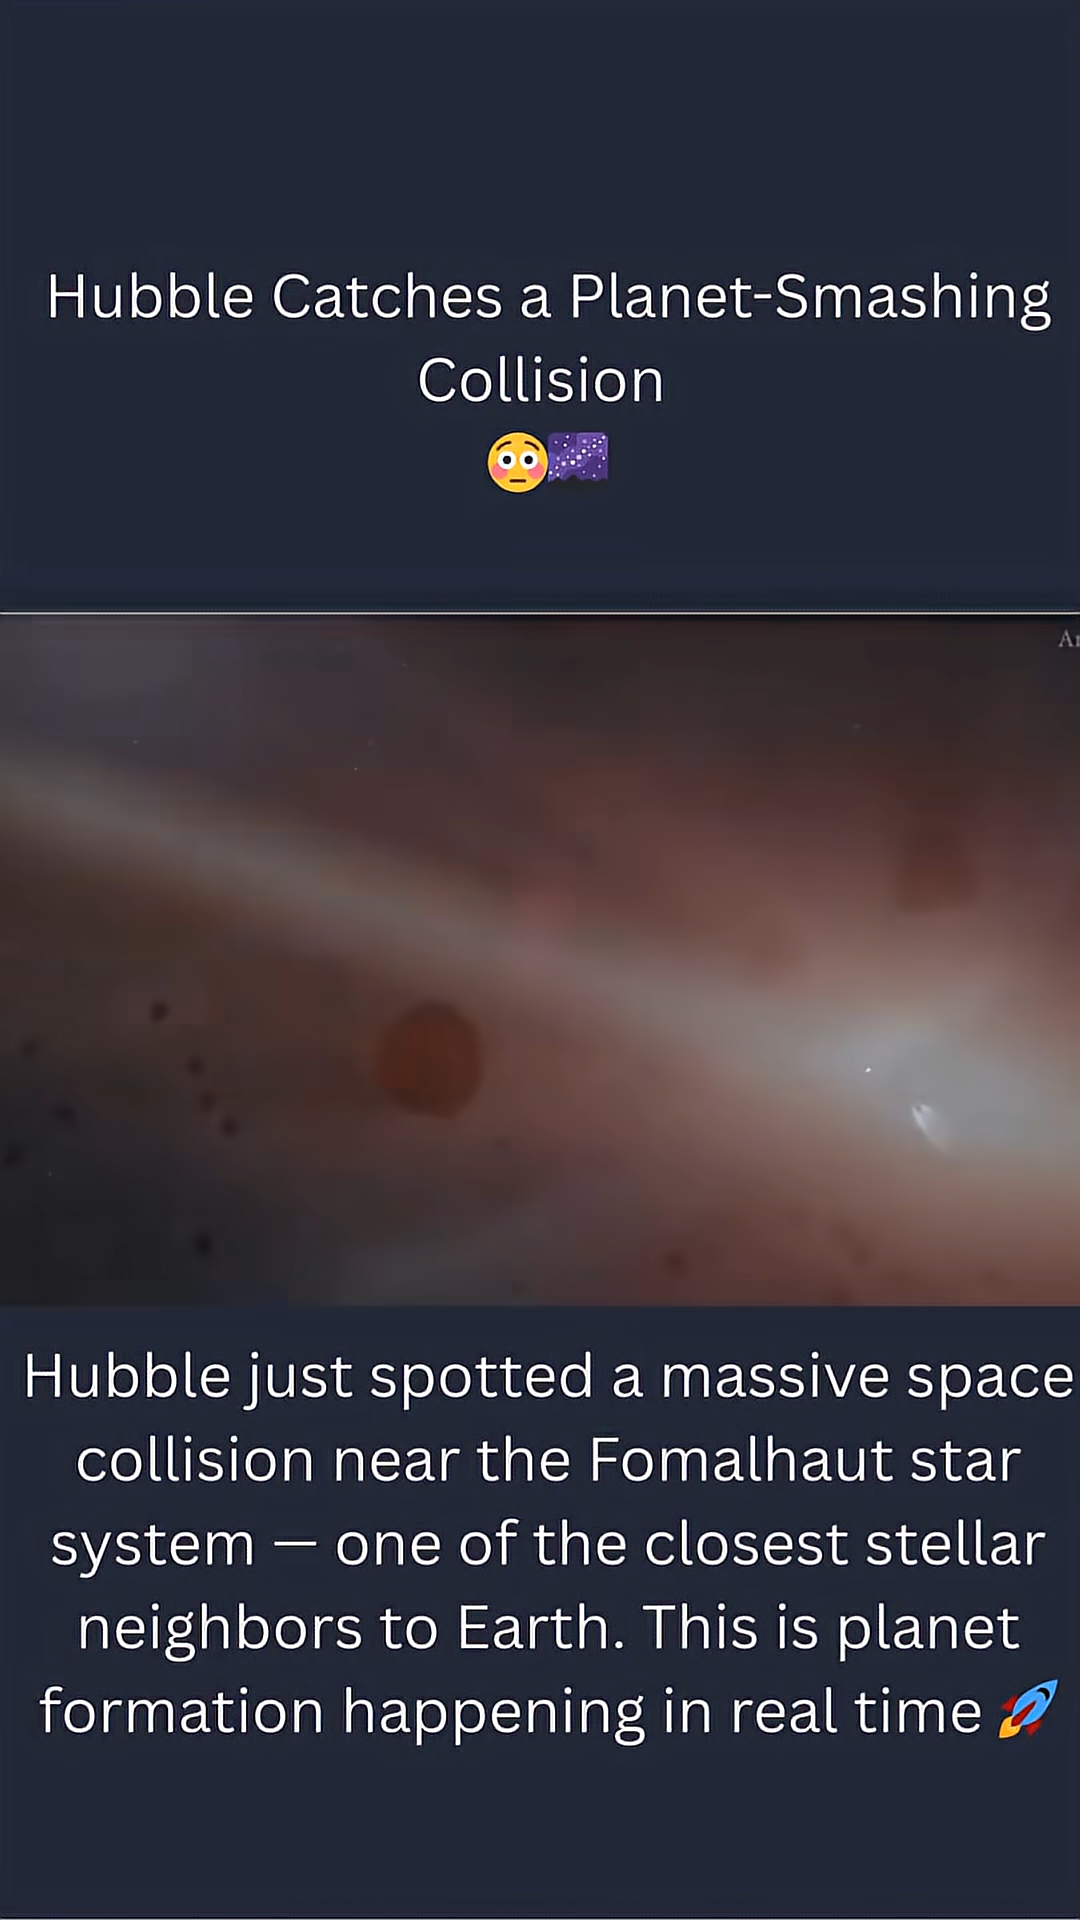 Hubble Catches a Planet-Smashing
Collision
😳🌌
Hubble just spotted a massive space
collision near the Fomalhaut star
system — one of the closest stellar
neighbors to Earth. This is planet
formation happening in real time 🚀